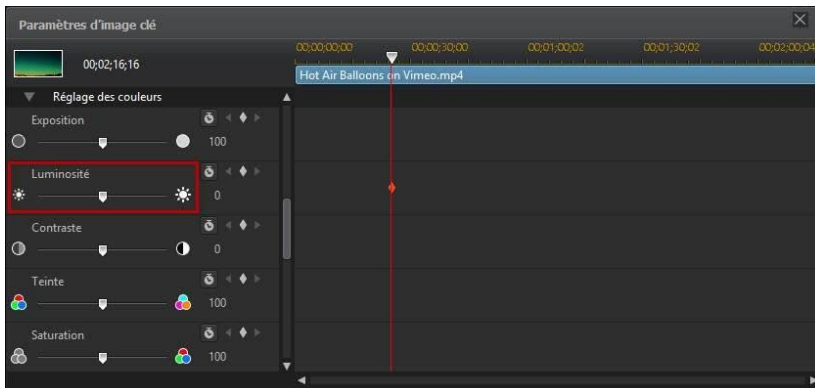 Paramètres d'image clé
00;02;16;16
00;00;00;00 00;00;30;00 00;01;00;02 00;01;30;02 00;02;00;04
Hot Air Balloons on Vimeo.mp4
Réglage des couleurs
Exposition
100
Luminosité
0
Contraste
0
Teinte
100
Saturation
100